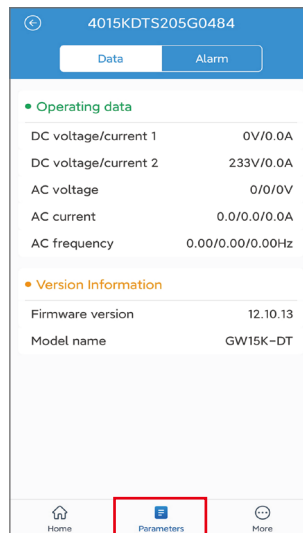 4015KDTS205G0484
Data Alarm
Operating data
DC voltage/current 1 0V/0.0A
DC voltage/current 2 233V/0.0A
AC voltage 0/0/0V
AC current 0.0/0.0/0.0A
AC frequency 0.00/0.00/0.00Hz
Version Information
Firmware version 12.10.13
Model name GW15K-DT
Home Parameters More